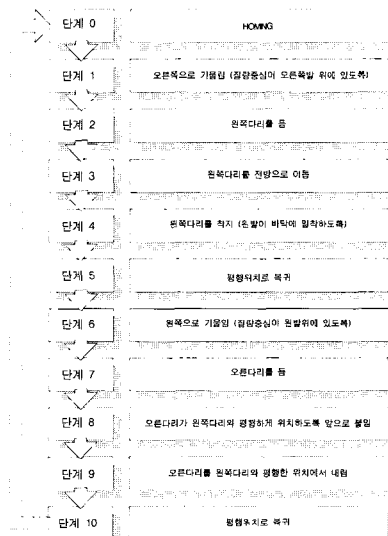 단계 0 HOMING
단계 1 오른쪽으로 기울림 (질량중심이 오른쪽발 위에 있도록)
단계 2 왼쪽다리를 듬
단계 3 왼쪽다리를 전방으로 이동
단계 4 왼쪽다리를 착지 (왼발이 바닥에 밀착하도록)
단계 5 평행위치로 복귀
단계 6 왼쪽으로 기울임 (질량중심이 왼발위에 있도록)
단계 7 오른다리를 듬
단계 8 오른다리가 왼쪽다리와 평행하게 위치하도록 앞으로 붙임
단계 9 오른다리를 왼쪽다리와 평행한 위치에서 내림
단계 10 평행위치로 복귀